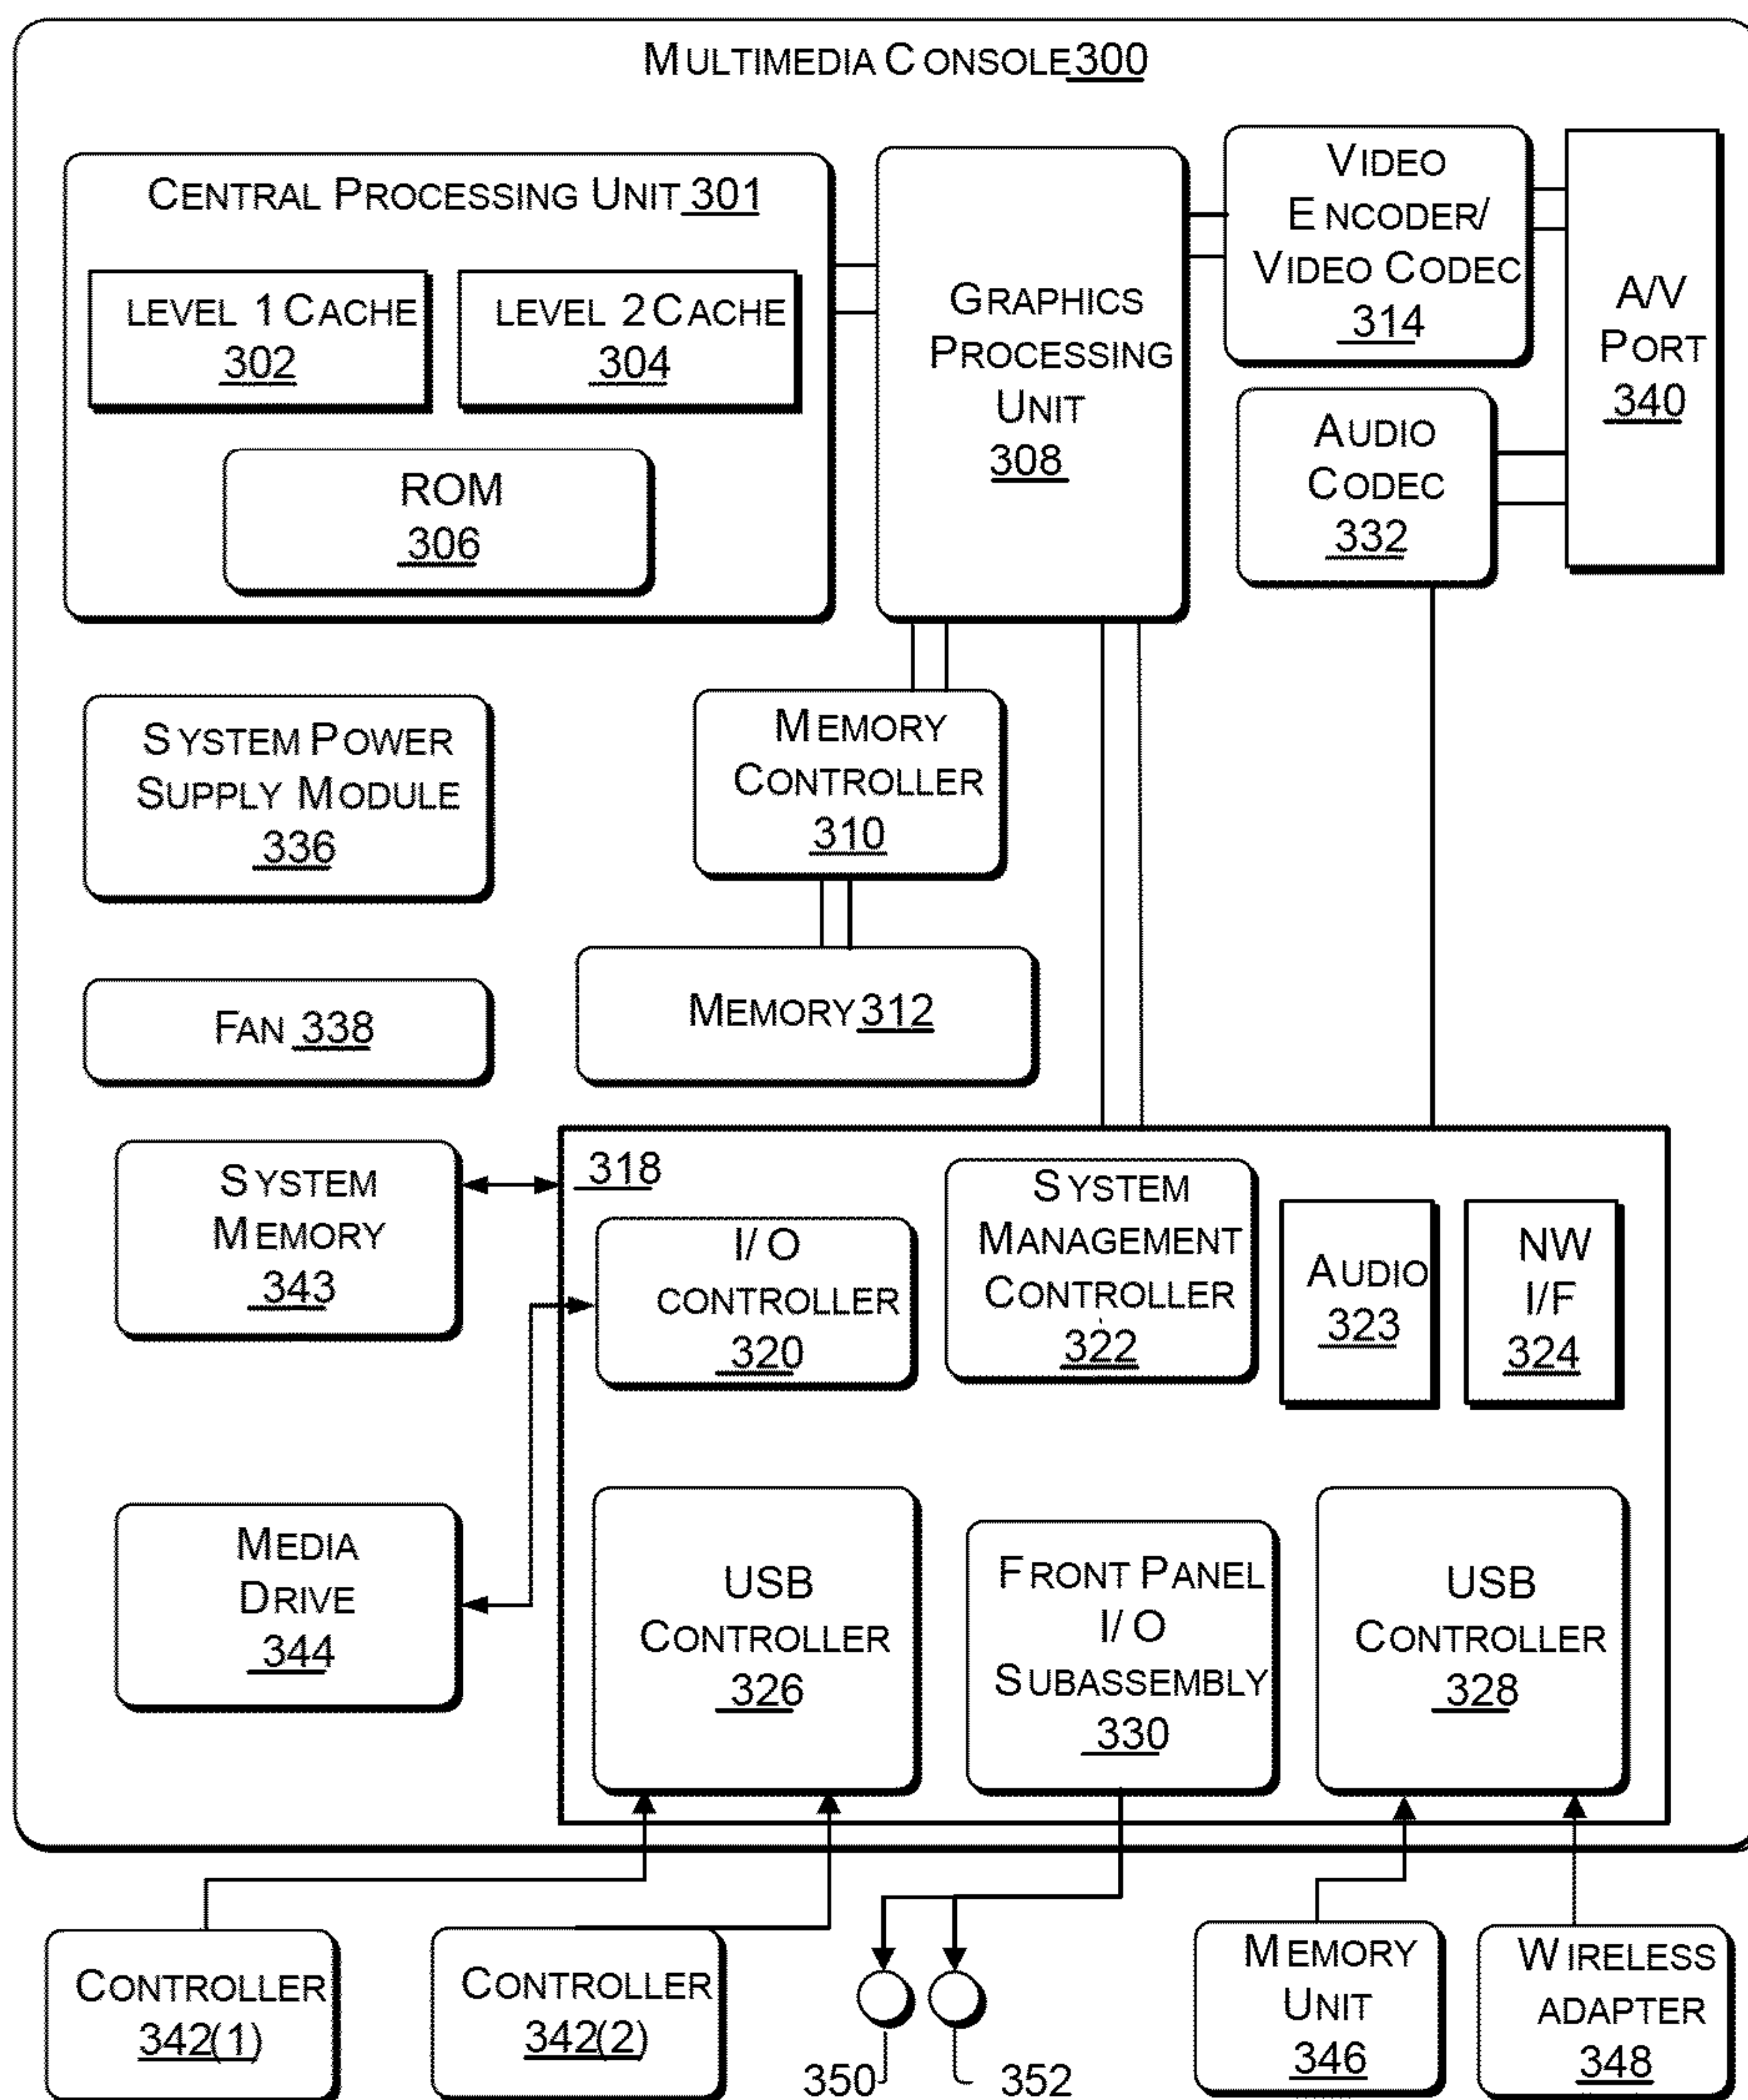 MULTIMEDIA CONSOLE 300
CENTRAL PROCESSING UNIT 301
LEVEL 1 CACHE
302
LEVEL 2 CACHE
304
ROM
306
GRAPHICS
PROCESSING
UNIT
308
VIDEO
ENCODER/
VIDEO CODEC
314
A/V
PORT
340
AUDIO
CODEC
332
SYSTEM POWER
SUPPLY MODULE
336
MEMORY
CONTROLLER
310
FAN 338
MEMORY 312
SYSTEM
MEMORY
343
318
I/O
CONTROLLER
320
SYSTEM
MANAGEMENT
CONTROLLER
322
AUDIO
323
NW
I/F
324
MEDIA
DRIVE
344
USB
CONTROLLER
326
FRONT PANEL
I/O
SUBASSEMBLY
330
USB
CONTROLLER
328
CONTROLLER
342(1)
CONTROLLER
342(2)
350
352
MEMORY
UNIT
346
WIRELESS
ADAPTER
348